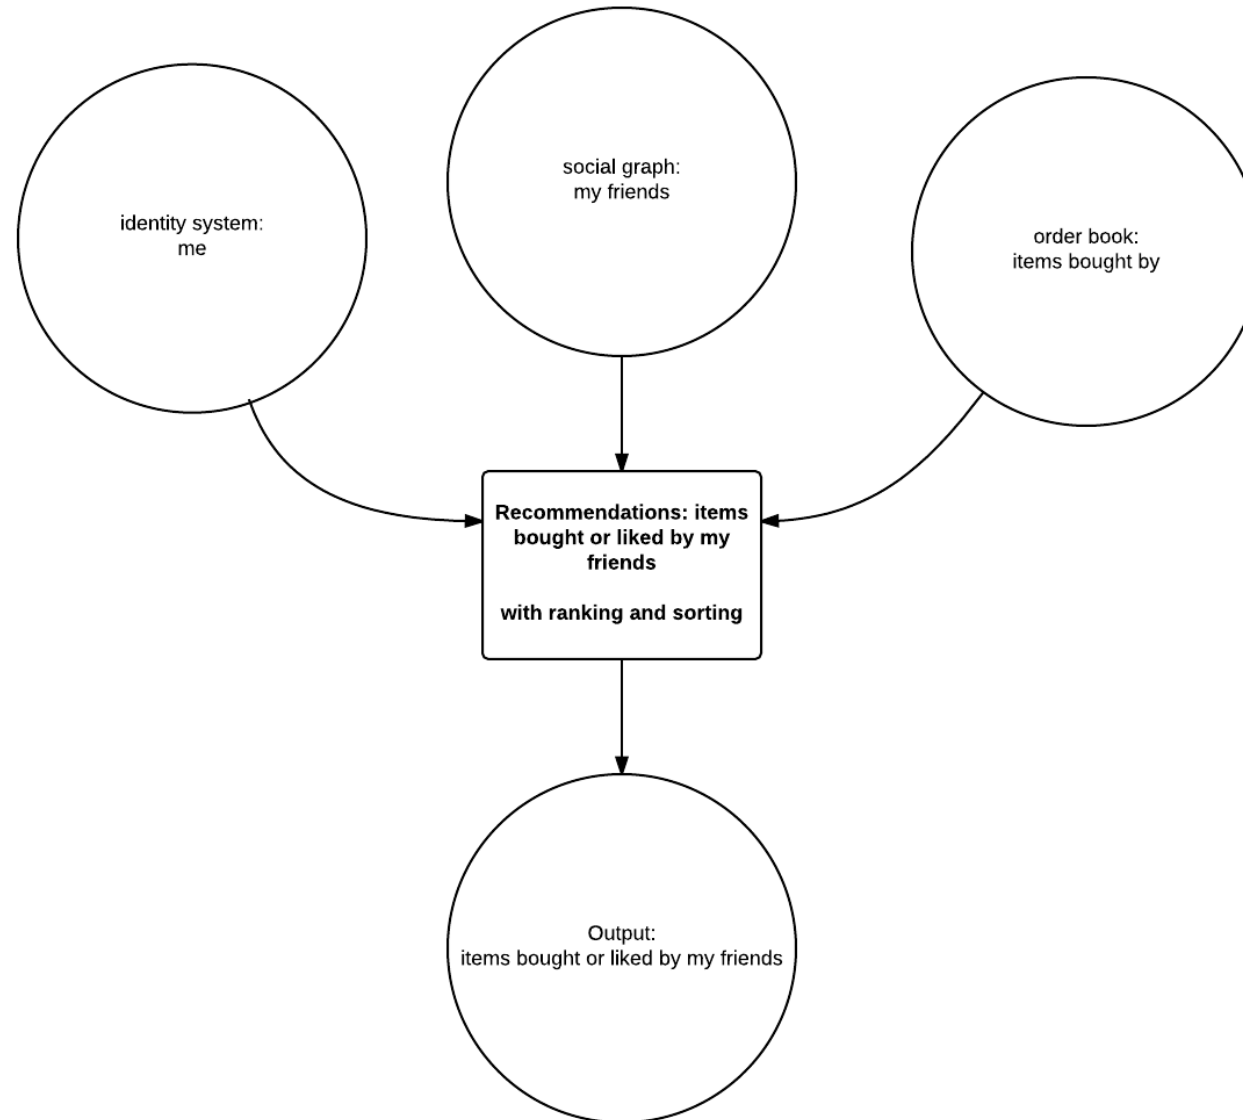 identity system:
me
social graph:
my friends
order book:
items bought by
Recommendations: items
bought or liked by my
friends
with ranking and sorting
Output:
items bought or liked by my friends